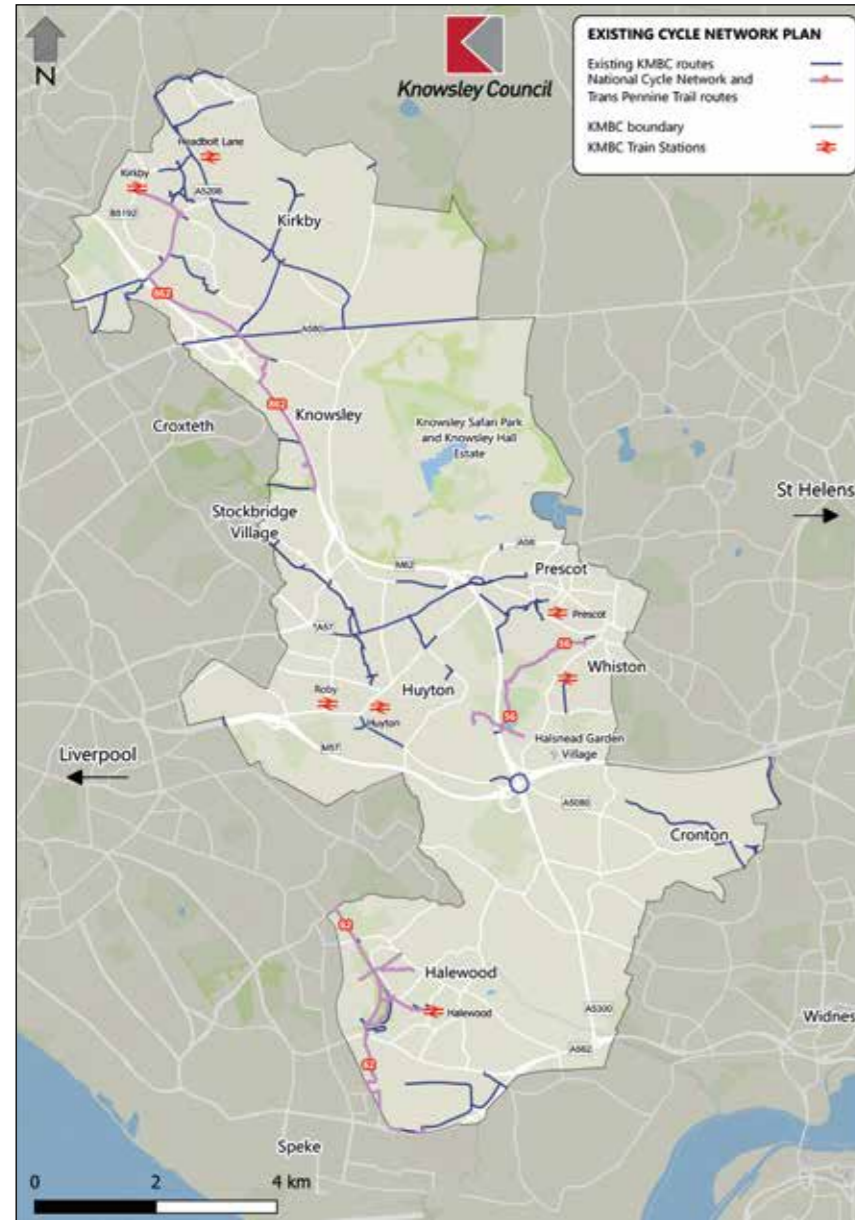 N
Knowsley Council
EXISTING CYCLE NETWORK PLAN
Existing KMBC routes
National Cycle Network and
Trans Pennine Trail routes
KMBC boundary
KMBC Train Stations
Headbolt Lane
Kirkby
A5208
B5192
Kirkby
862
A580
862
Knowsley
Croxteth
Knowsley Safari Park
and Knowsley Hall
Estate
St Helens
Stockbridge
Village
A58
M62
Prescot
Prescot
A57
56
Whiston
Roby
Huyton
Huyton
56
Halsnead Garden
Village
M57
Liverpool
A5080
Cronton
62
Halewood
Halewood
A5300
Widnes
A562
62
Speke
0
2
4 km